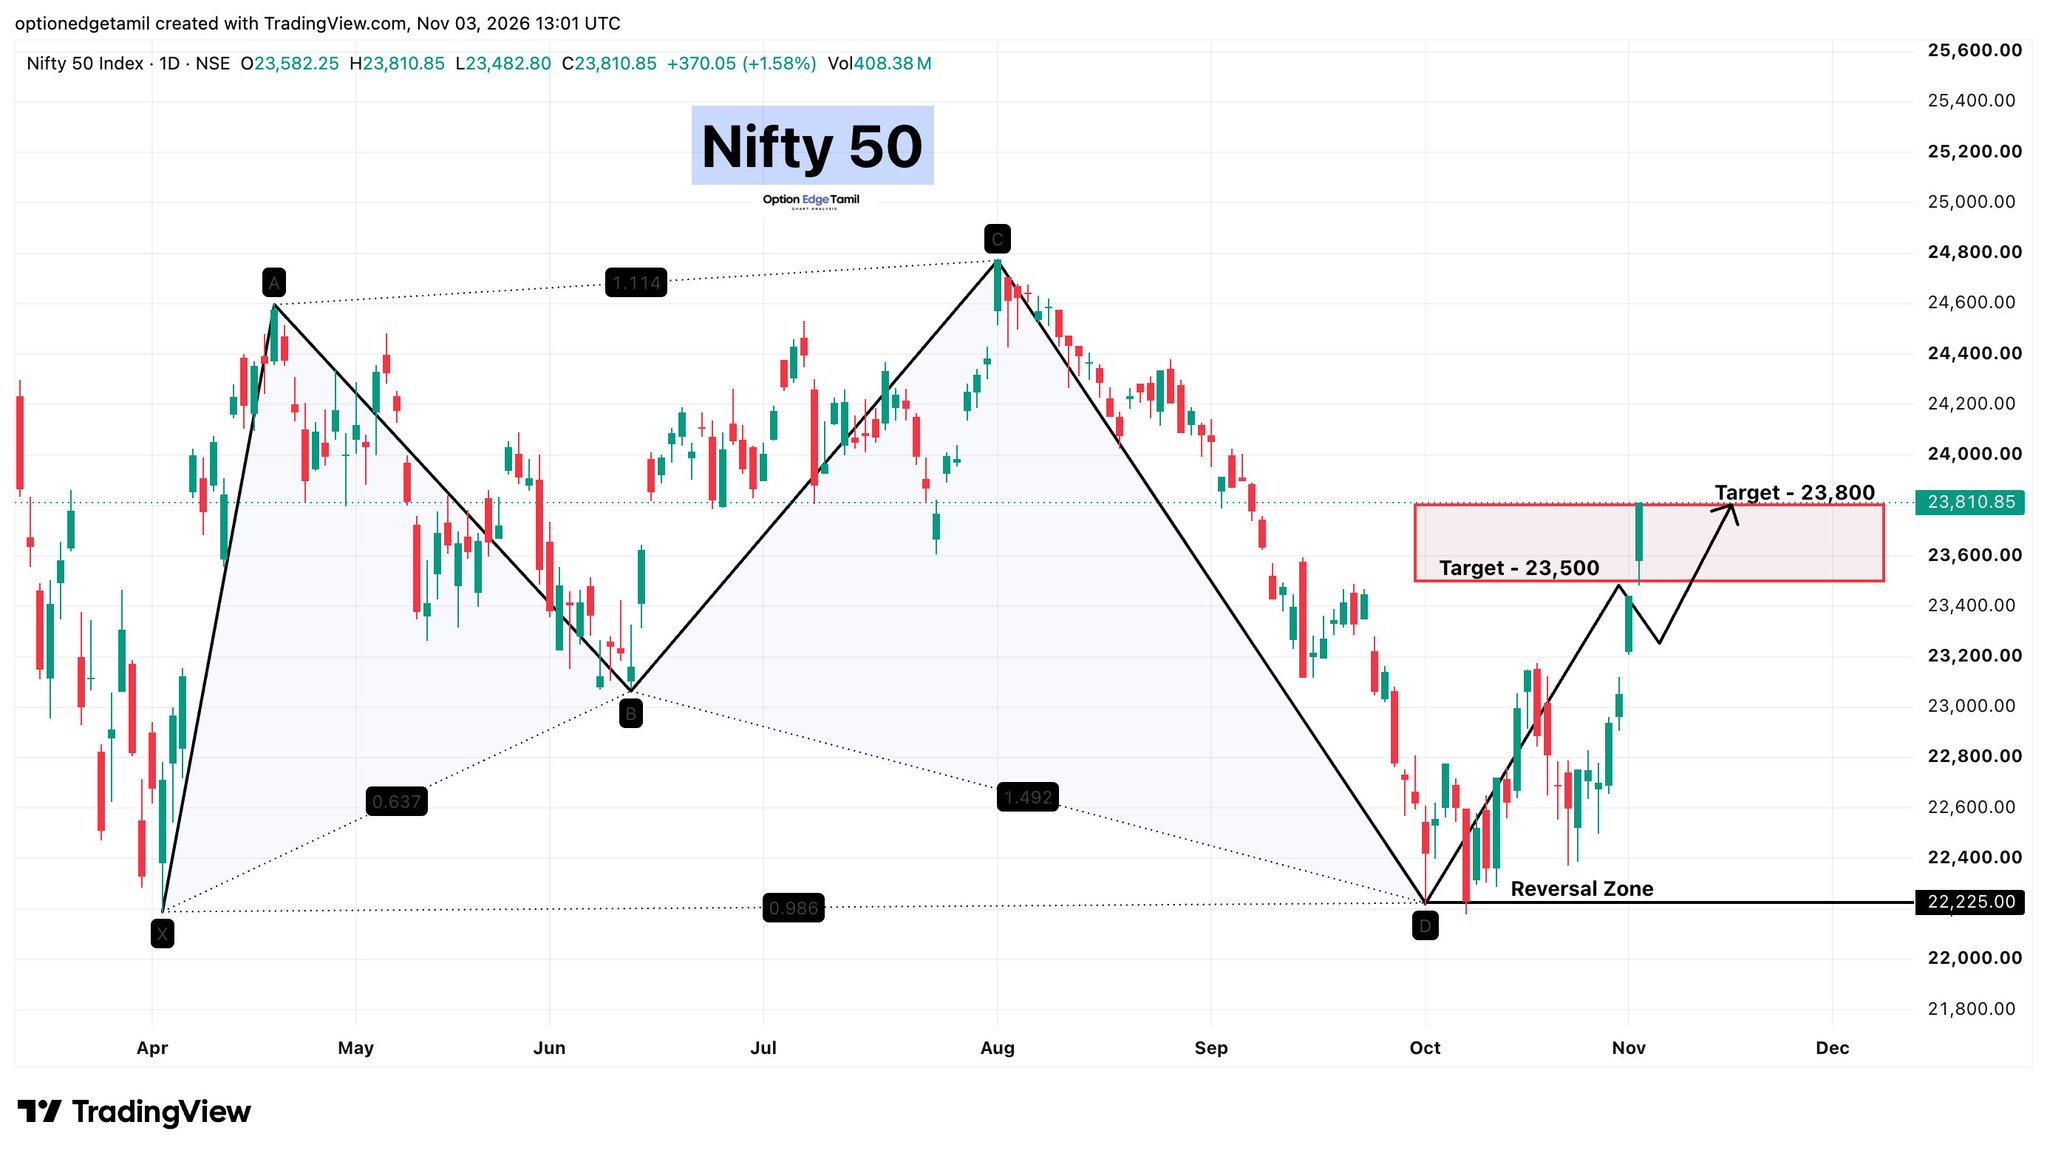 optionedgetamil created with TradingView.com, Nov 03, 2026 13:01 UTC
Nifty 50 Index · 1D · NSE O23,582.25 H23,810.85 L23,482.80 C23,810.85 +370.05 (+1.58%) Vol408.38 M
Nifty 50
Option Edge Tamil
CHART ANALYSIS
25,600.00
25,400.00
25,200.00
25,000.00
24,800.00
24,600.00
24,400.00
24,200.00
24,000.00
23,810.85
23,600.00
23,400.00
23,200.00
23,000.00
22,800.00
22,600.00
22,400.00
22,225.00
22,000.00
21,800.00
C
A
1.114
Target - 23,800
Target - 23,500
B
1.492
0.637
Reversal Zone
0.986
D
X
Apr May Jun Jul Aug Sep Oct Nov Dec
TradingView